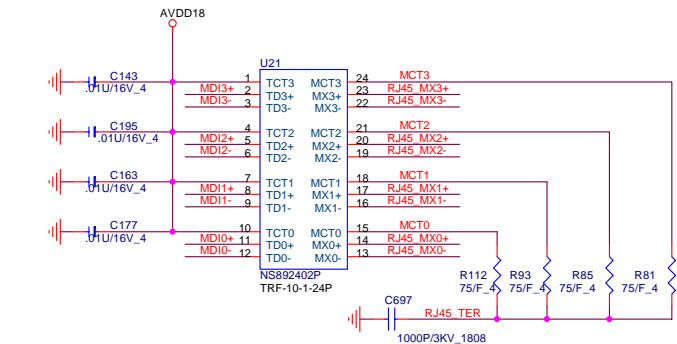 AVDD18
U21
C143
.01U/16V_4
1 TCT3 MCT3 24 MCT3
MDI3+ 2 TD3+ MX3+ 23 RJ45_MX3+
MDI3- 3 TD3- MX3- 22 RJ45_MX3-
C195
.01U/16V_4
4 TCT2 MCT2 21 MCT2
MDI2+ 5 TD2+ MX2+ 20 RJ45_MX2+
MDI2- 6 TD2- MX2- 19 RJ45_MX2-
C163
.01U/16V_4
7 TCT1 MCT1 18 MCT1
MDI1+ 8 TD1+ MX1+ 17 RJ45_MX1+
MDI1- 9 TD1- MX1- 16 RJ45_MX1-
C177
.01U/16V_4
10 TCT0 MCT0 15 MCT0
MDI0+ 11 TD0+ MX0+ 14 RJ45_MX0+
MDI0- 12 TD0- MX0- 13 RJ45_MX0-
NS892402P
TRF-10-1-24P
R112 R93 R85 R81
75/F_4 75/F_4 75/F_4 75/F_4
C697
RJ45_TER
1000P/3KV_1808